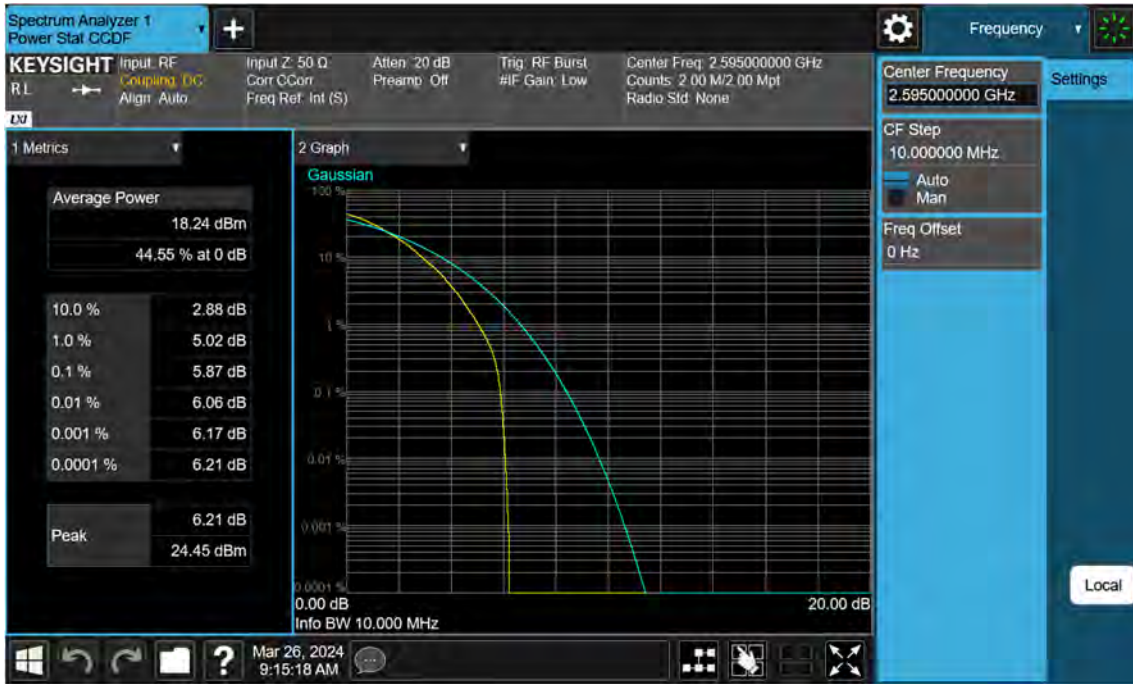 Spectrum Analyzer 1
Power Stat CCDF
Frequency
KEYSIGHT
RL
LXI
Input: RF
Coupling: DC
Align: Auto
Input Z: 50 Ω
Corr CCorr
Freq Ref: Int (S)
Atten: 20 dB
Preamp: Off
Trig: RF Burst
#IF Gain: Low
Center Freq: 2.595000000 GHz
Counts: 2.00 M/2.00 Mpt
Radio Std: None
Center Frequency
2.595000000 GHz
Settings
CF Step
10.000000 MHz
Auto
Man
Freq Offset
0 Hz
1 Metrics
Average Power
18.24 dBm
44.55 % at 0 dB
10.0 % 2.88 dB
1.0 % 5.02 dB
0.1 % 5.87 dB
0.01 % 6.06 dB
0.001 % 6.17 dB
0.0001 % 6.21 dB
Peak
6.21 dB
24.45 dBm
2 Graph
Gaussian
100 %
10 %
1 %
0.1 %
0.01 %
0.001 %
0.0001 %
0.00 dB 20.00 dB
Info BW 10.000 MHz
Local
?
Mar 26, 2024
9:15:18 AM